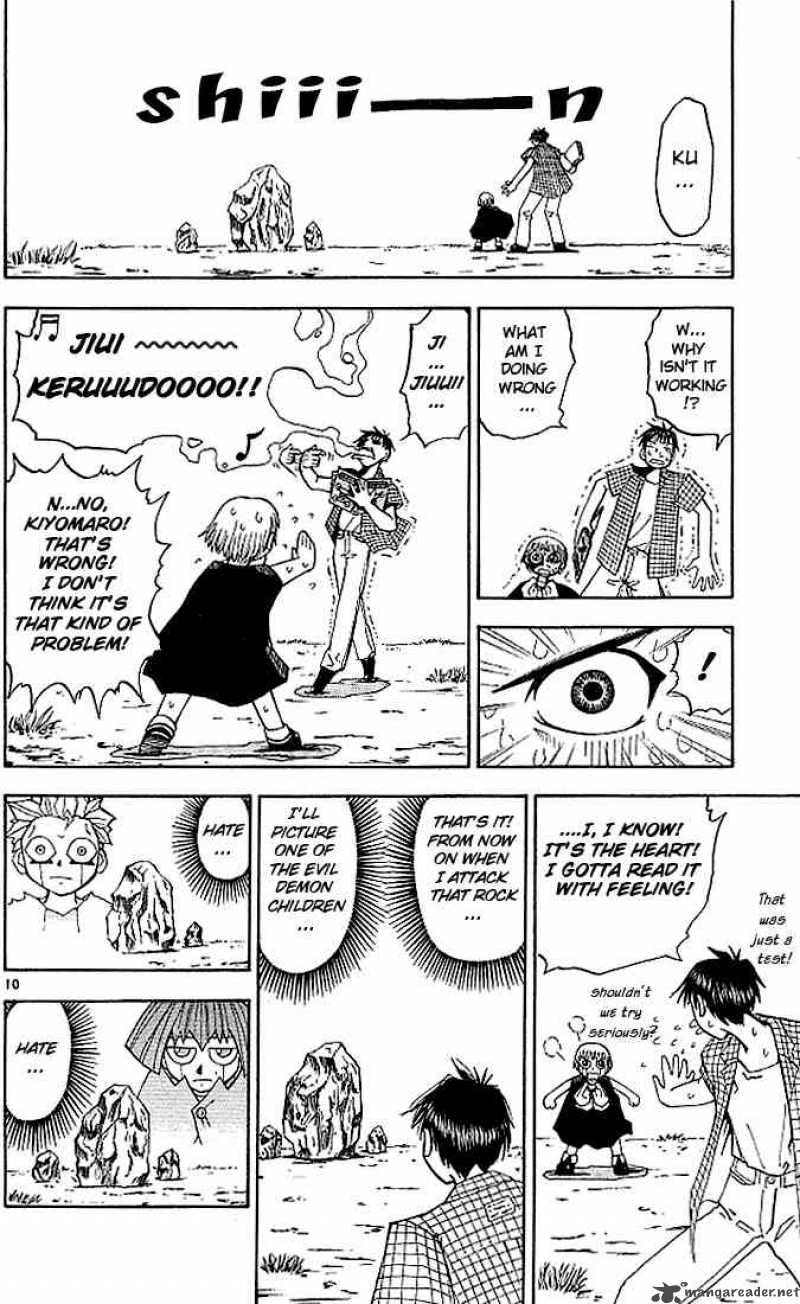 shiii—n
KU
...
W...
WHY
ISN'T IT
WORKING
!?
WHAT
AM I
DOING
WRONG
...
JI
...
JIUUII
...
JIUI ~~~~~~~~
KERUUUDOOOO!!
N...NO,
KIYOMARO!
THAT'S
WRONG!
I DON'T
THINK IT'S
THAT KIND OF
PROBLEM!
!
....I, I KNOW!
IT'S THE HEART!
I GOTTA READ IT
WITH FEELING!
That
was
just a
test!
shouldn't
we try
seriously?
THAT'S IT!
FROM NOW
ON WHEN
I ATTACK
THAT ROCK
...
I'LL
PICTURE
ONE OF
THE EVIL
DEMON
CHILDREN
...
HATE
...
10
HATE
...
mangareader.net